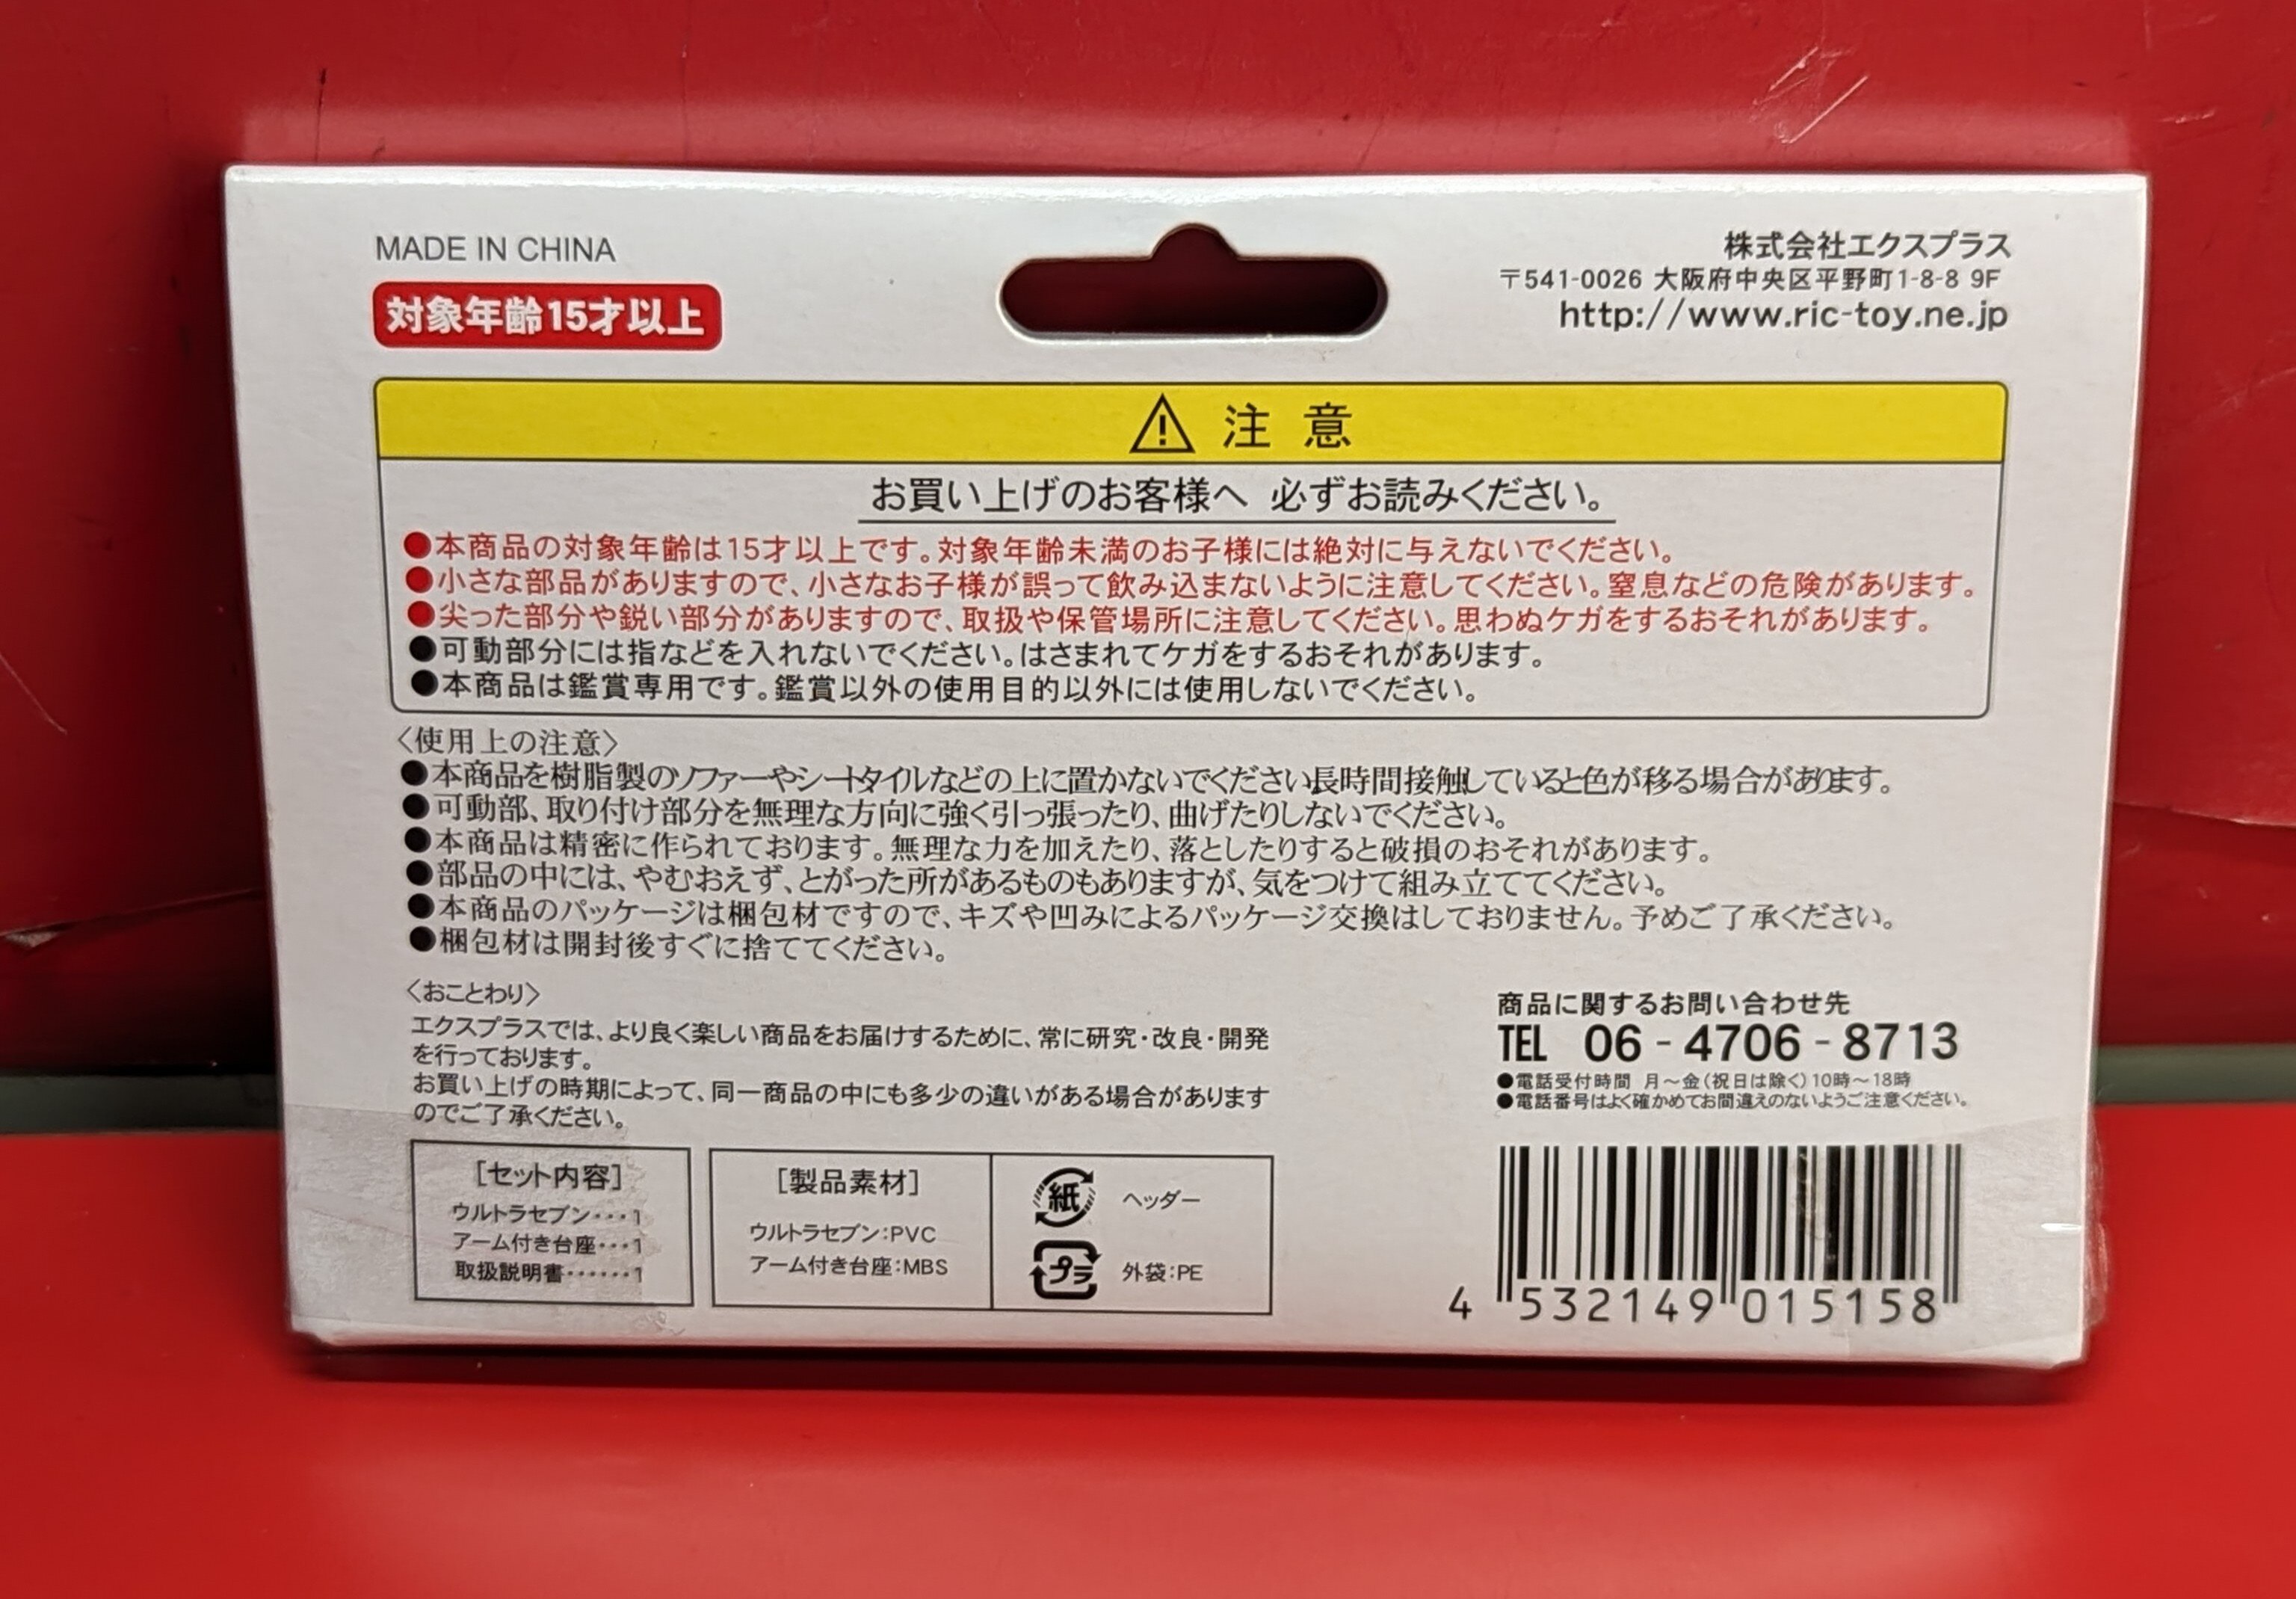 MADE IN CHINA
対象年齢15才以上
株式会社エクスプラス
〒541-0026 大阪府中央区平野町1-8-8 9F
http://www.ric-toy.ne.jp
注 意
お買い上げのお客様へ 必ずお読みください。
●本商品の対象年齢は15才以上です。対象年齢未満のお子様には絶対に与えないでください。
●小さな部品がありますので、小さなお子様が誤って飲み込まないように注意してください。窒息などの危険があります。
●尖った部分や鋭い部分がありますので、取扱や保管場所に注意してください。思わぬケガをするおそれがあります。
●可動部分には指などを入れないでください。はさまれてケガをするおそれがあります。
●本商品は鑑賞専用です。鑑賞以外の使用目的以外には使用しないでください。
〈使用上の注意〉
●本商品を樹脂製のソファーやシートタイルなどの上に置かないでください長時間接触していると色が移る場合があります。
●可動部、取り付け部分を無理な方向に強く引っ張ったり、曲げたりしないでください。
●本商品は精密に作られております。無理な力を加えたり、落としたりすると破損のおそれがあります。
●部品の中には、やむおえず、とがった所があるものもありますが、気をつけて組み立ててください。
●本商品のパッケージは梱包材ですので、キズや凹みによるパッケージ交換はしておりません。予めご了承ください。
●梱包材は開封後すぐに捨ててください。
〈おことわり〉
エクスプラスでは、より良く楽しい商品をお届けするために、常に研究・改良・開発
を行っております。
お買い上げの時期によって、同一商品の中にも多少の違いがある場合があります
のでご了承ください。
商品に関するお問い合わせ先
TEL 06-4706-8713
●電話受付時間 月～金(祝日は除く)10時～18時
●電話番号はよく確かめてお間違えのないようご注意ください。
[セット内容]
ウルトラセブン・・・1
アーム付き台座・・・1
取扱説明書・・・・・・1
[製品素材]
ウルトラセブン:PVC
アーム付き台座:MBS
紙 ヘッダー
プラ 外袋:PE
4 532149 015158